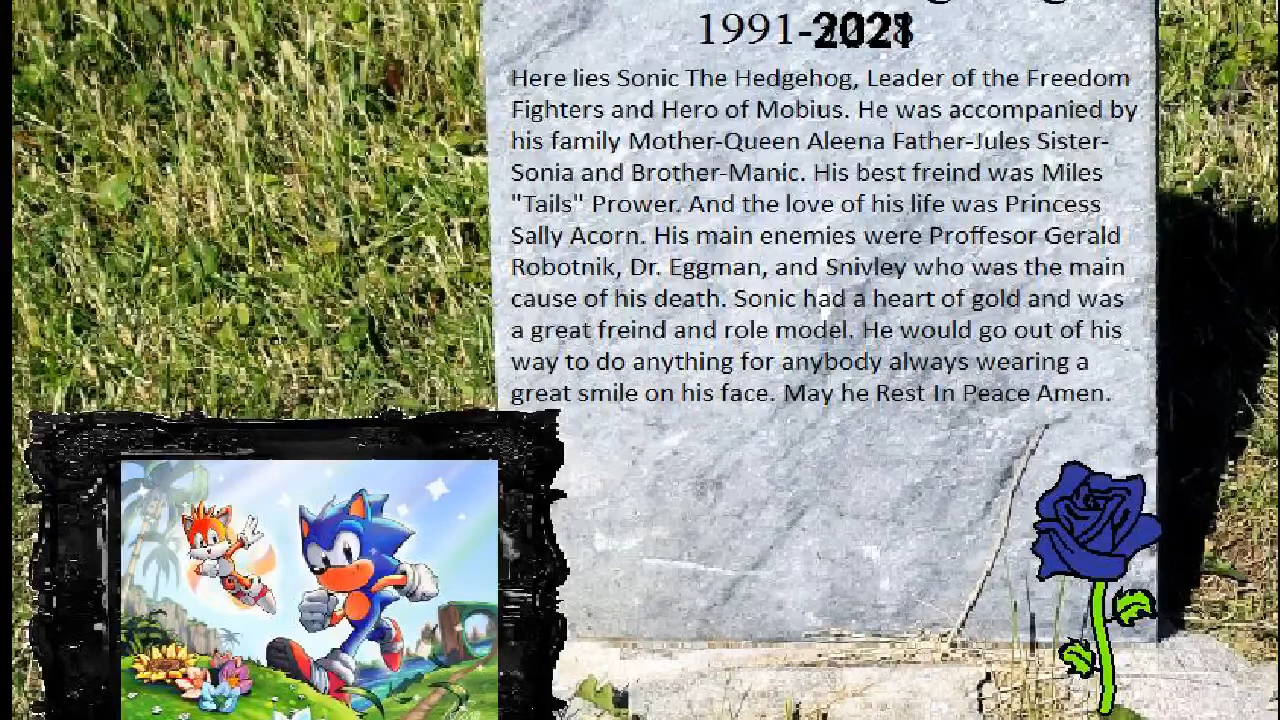 1991-2021
Here lies Sonic The Hedgehog, Leader of the Freedom
Fighters and Hero of Mobius. He was accompanied by
his family Mother-Queen Aleena Father-Jules Sister-
Sonia and Brother-Manic. His best freind was Miles
"Tails" Prower. And the love of his life was Princess
Sally Acorn. His main enemies were Proffesor Gerald
Robotnik, Dr. Eggman, and Snivley who was the main
cause of his death. Sonic had a heart of gold and was
a great freind and role model. He would go out of his
way to do anything for anybody always wearing a
great smile on his face. May he Rest In Peace Amen.